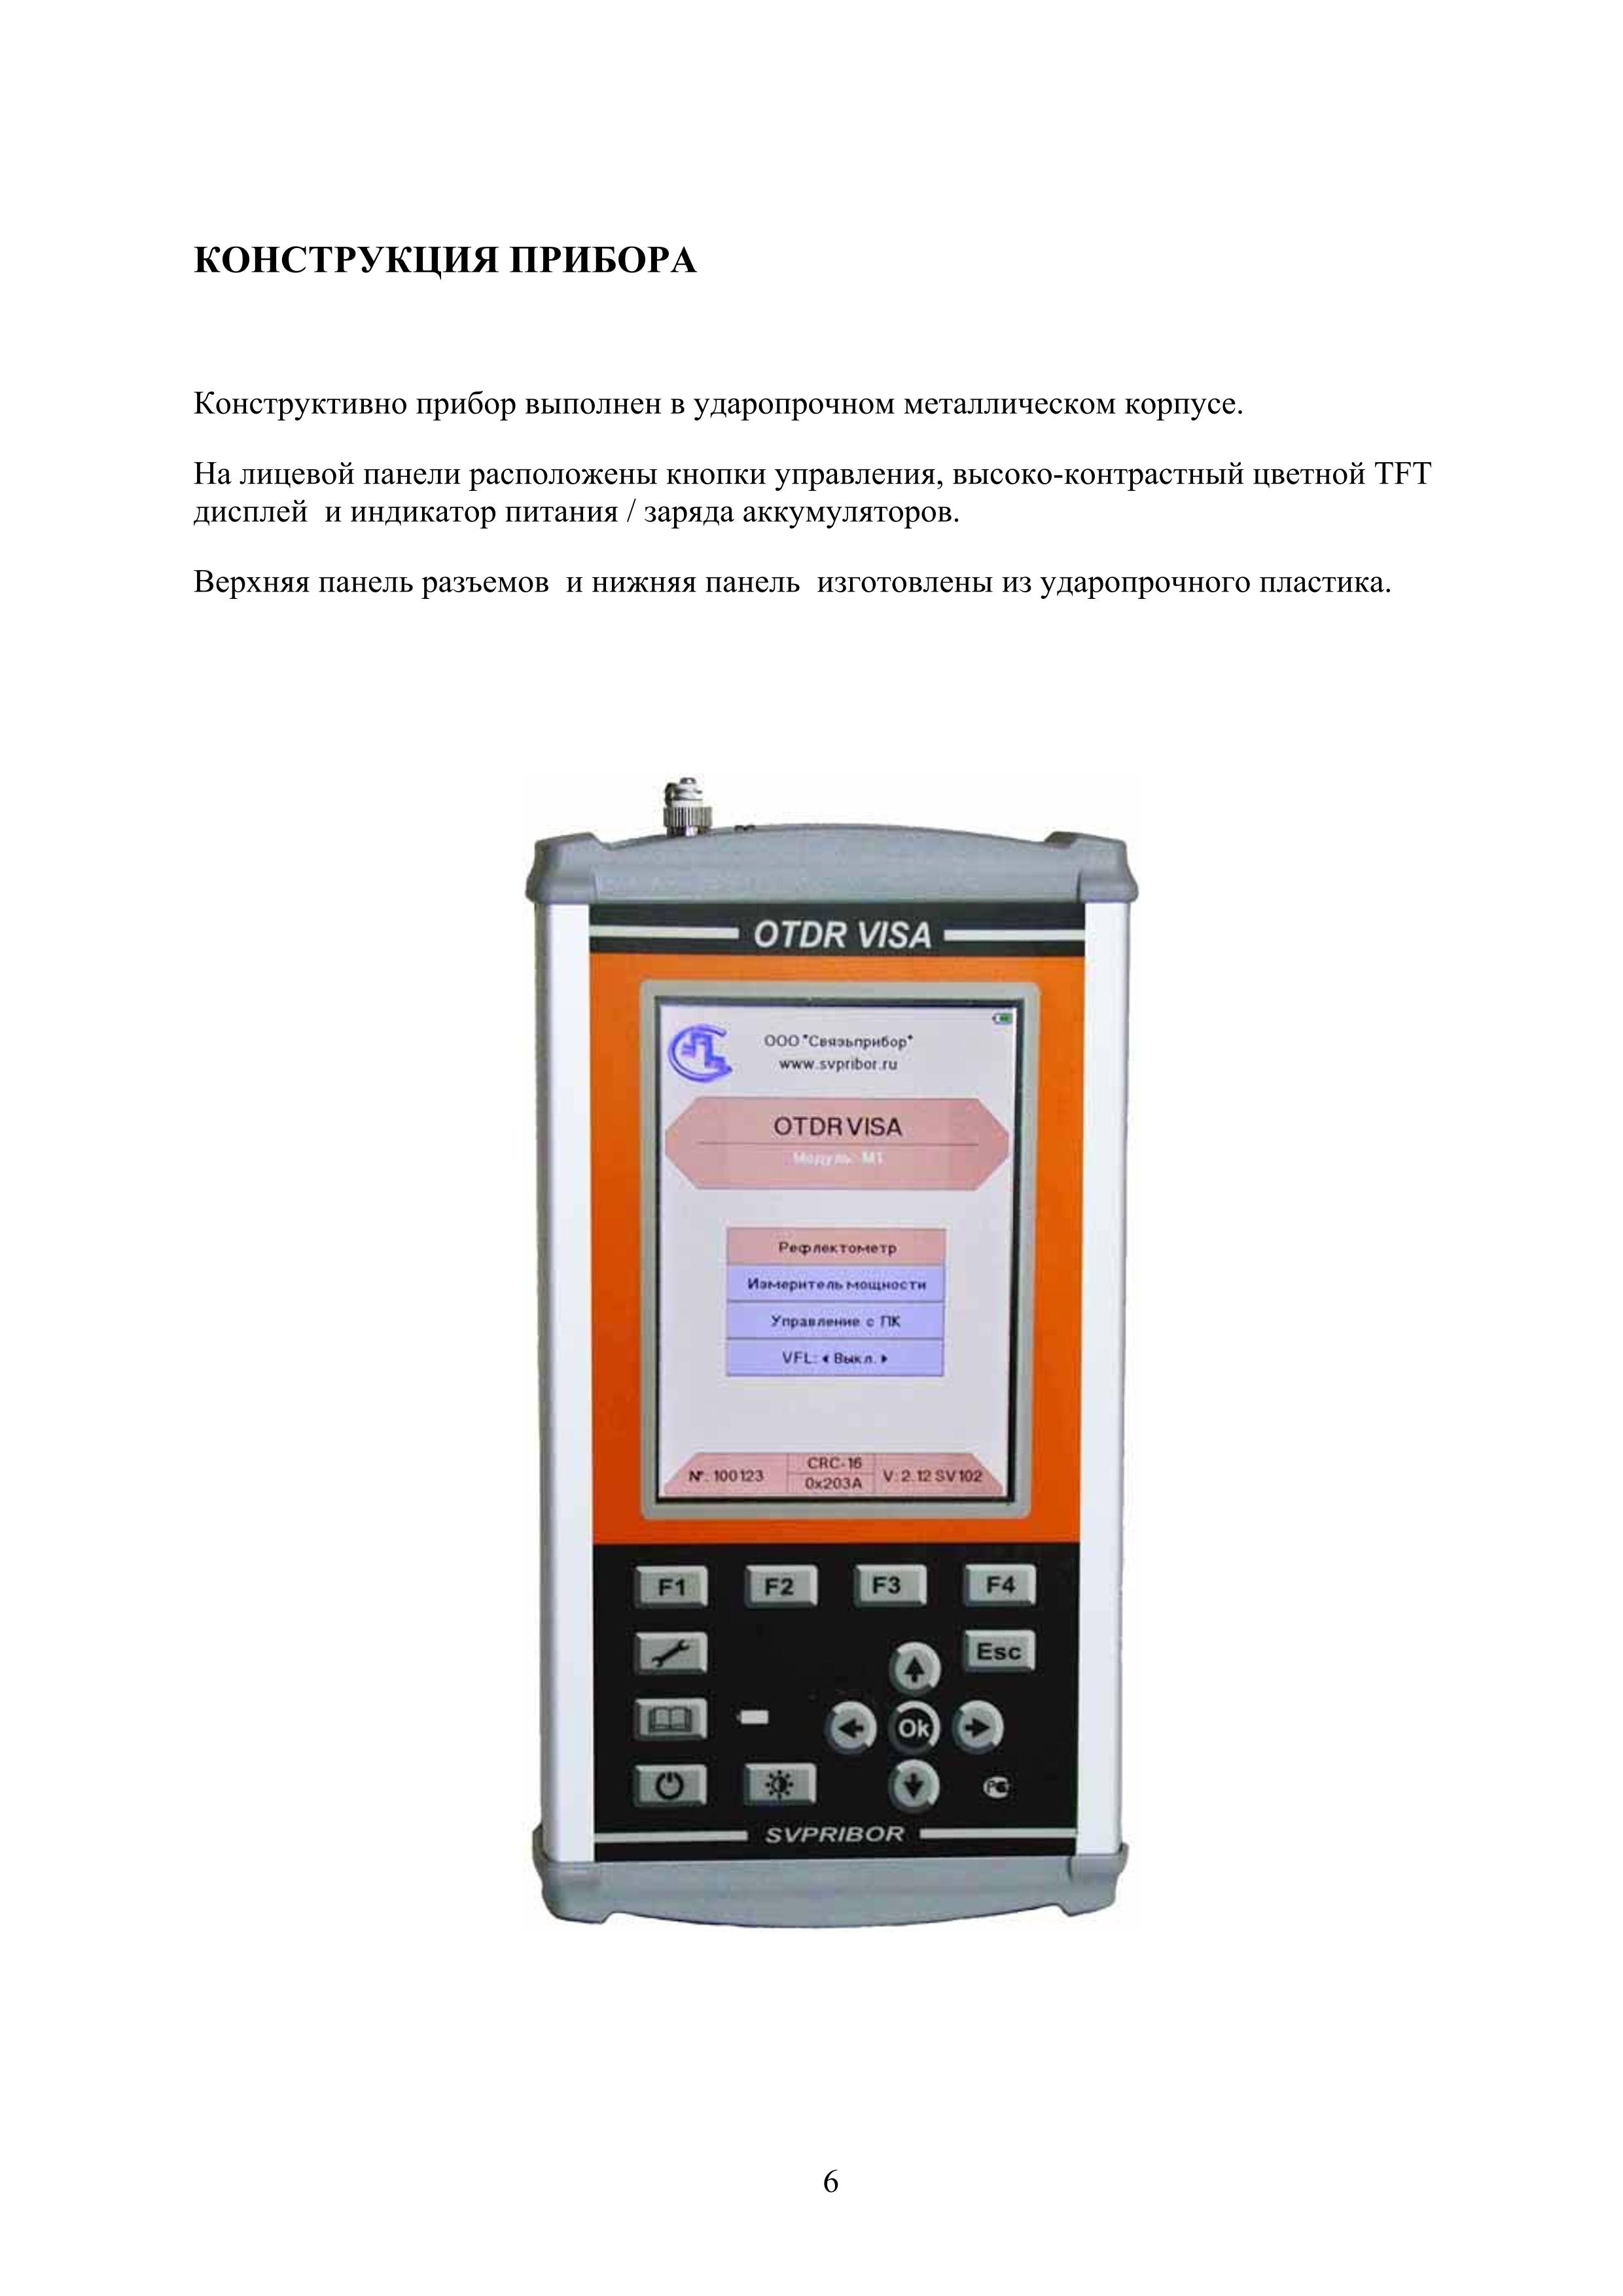 КОНСТРУКЦИЯ ПРИБОРА
Конструктивно прибор выполнен в ударопрочном металлическом корпусе.
На лицевой панели расположены кнопки управления, высоко-контрастный цветной TFT
дисплей и индикатор питания / заряда аккумуляторов.
Верхняя панель разъемов и нижняя панель изготовлены из ударопрочного пластика.
OTDR VISA
ООО "Связьприбор"
www.svpribor.ru
OTDR VISA
Модуль: M1
Рефлектометр
Измеритель мощности
Управление с ПК
VFL: Выкл.
№: 100123
CRC-16
0x203A
V: 2.12 SV102
F1 F2 F3 F4
Esc
Ok
SVPRIBOR
6